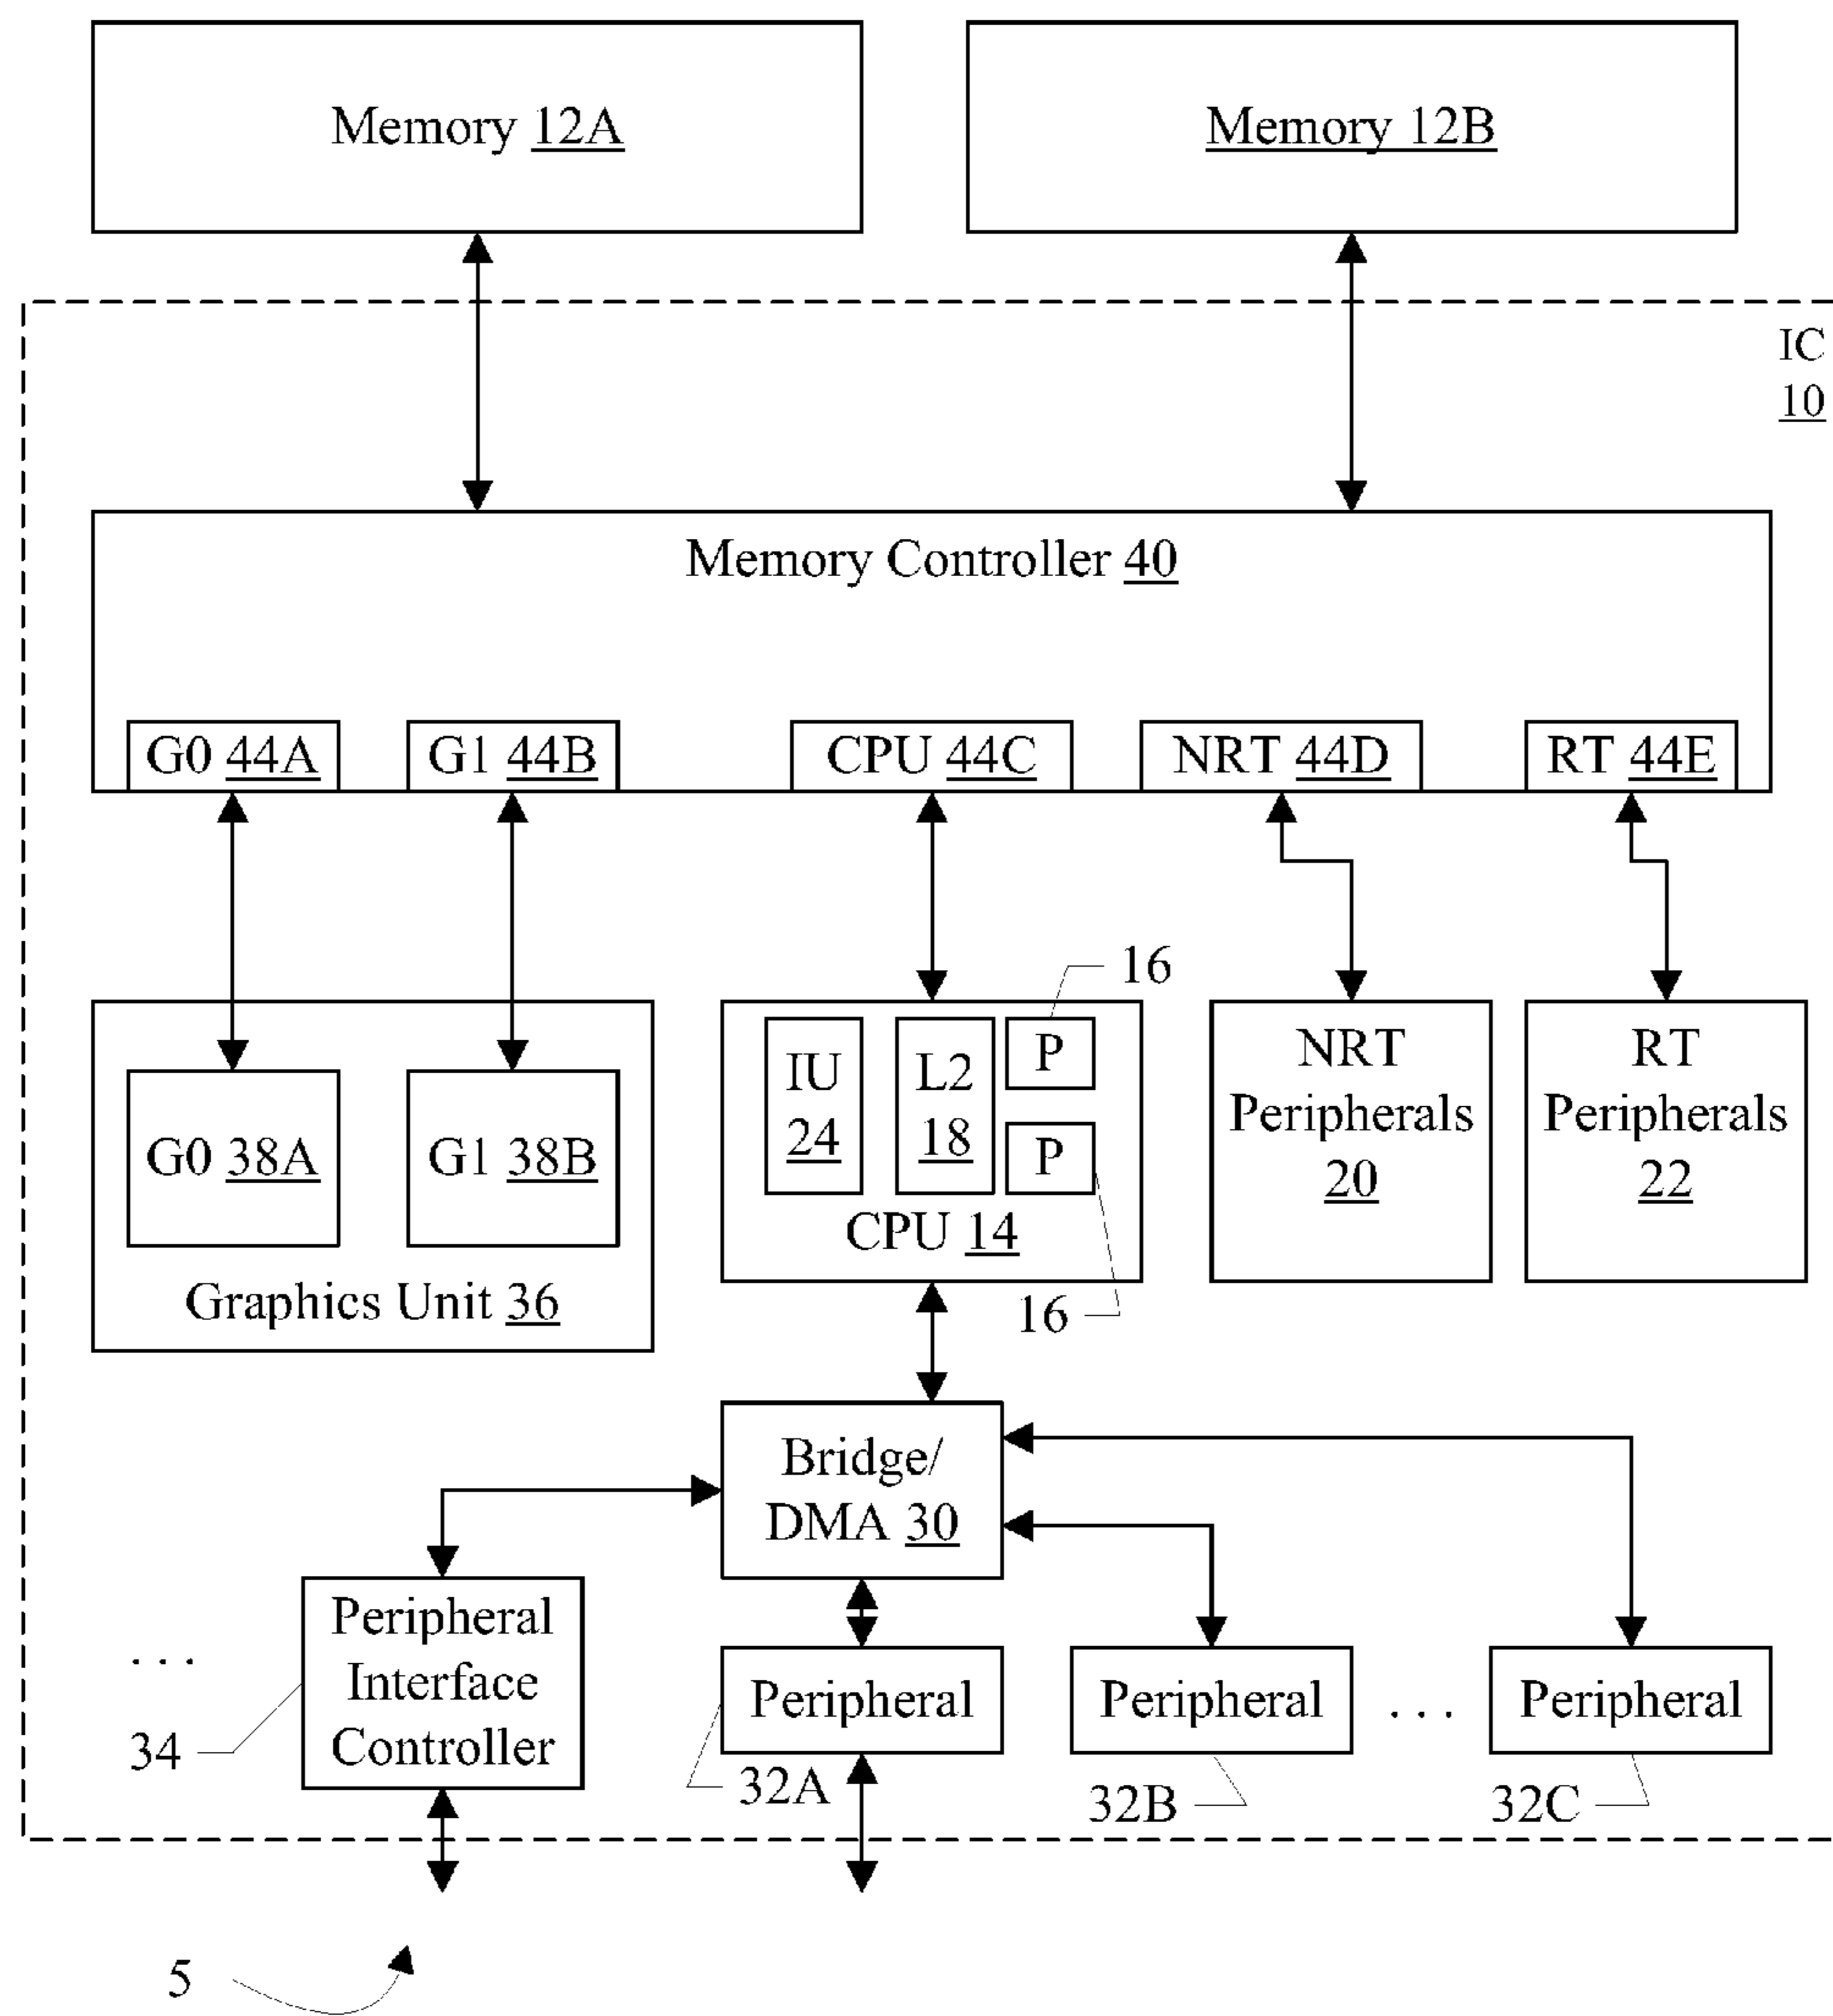 Memory 12A
Memory 12B
IC
10
Memory Controller 40
G0 44A
G1 44B
CPU 44C
NRT 44D
RT 44E
16
IU
24
L2
18
P
P
CPU 14
16
NRT
Peripherals
20
RT
Peripherals
22
G0 38A
G1 38B
Graphics Unit 36
Bridge/
DMA 30
. . .
Peripheral
Interface
Controller
34
Peripheral
32A
Peripheral
32B
. . .
Peripheral
32C
5